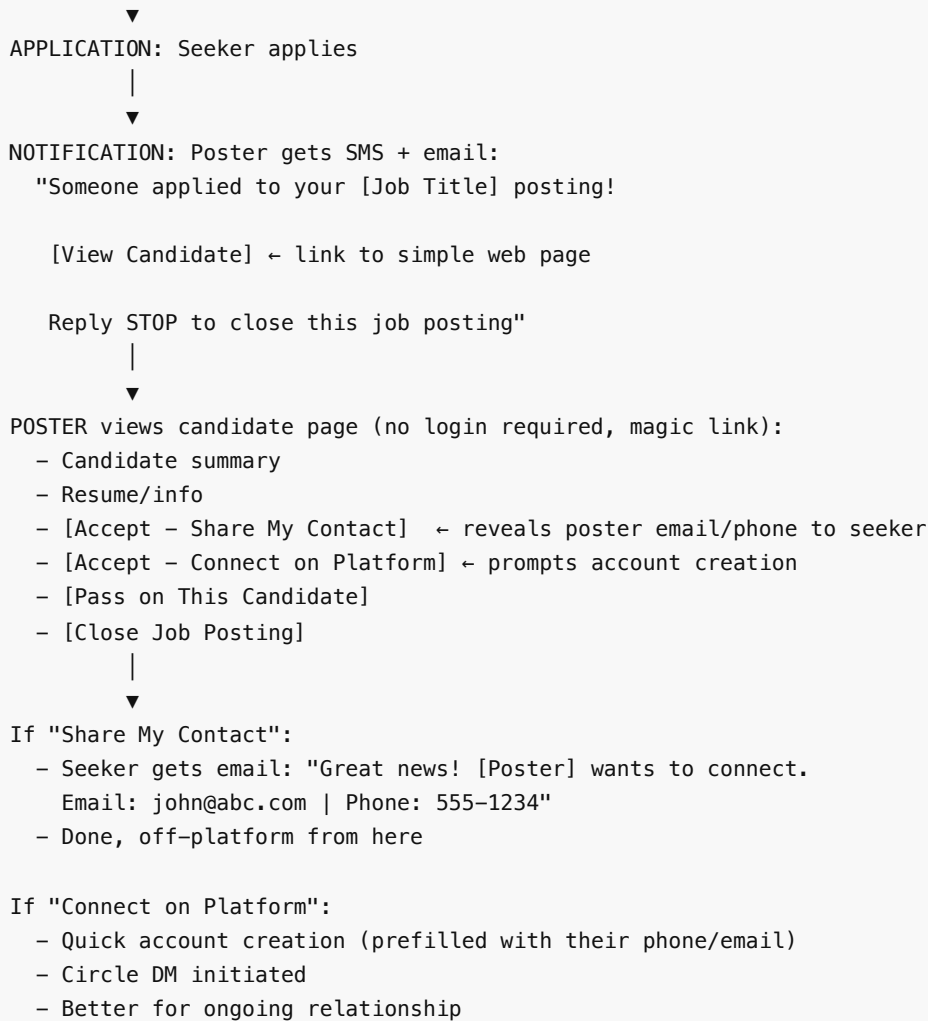 ▼
APPLICATION: Seeker applies
│
▼
NOTIFICATION: Poster gets SMS + email:
"Someone applied to your [Job Title] posting!
[View Candidate] ← link to simple web page
Reply STOP to close this job posting"
│
▼
POSTER views candidate page (no login required, magic link):
- Candidate summary
- Resume/info
- [Accept - Share My Contact] ← reveals poster email/phone to seeker
- [Accept - Connect on Platform] ← prompts account creation
- [Pass on This Candidate]
- [Close Job Posting]
│
▼
If "Share My Contact":
- Seeker gets email: "Great news! [Poster] wants to connect.
Email: john@abc.com | Phone: 555-1234"
- Done, off-platform from here
If "Connect on Platform":
- Quick account creation (prefilled with their phone/email)
- Circle DM initiated
- Better for ongoing relationship